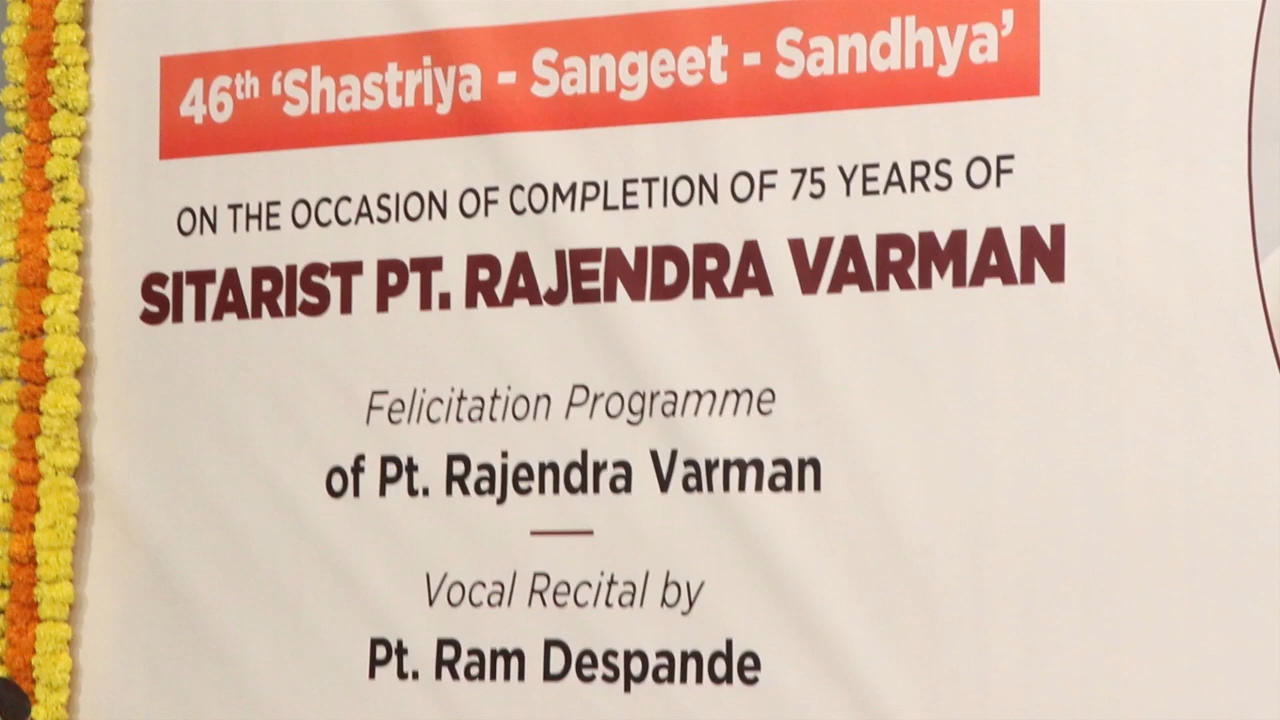 46th ‘Shastriya - Sangeet - Sandhya’
ON THE OCCASION OF COMPLETION OF 75 YEARS OF
SITARIST PT. RAJENDRA VARMAN
Felicitation Programme
of Pt. Rajendra Varman
Vocal Recital by
Pt. Ram Despande